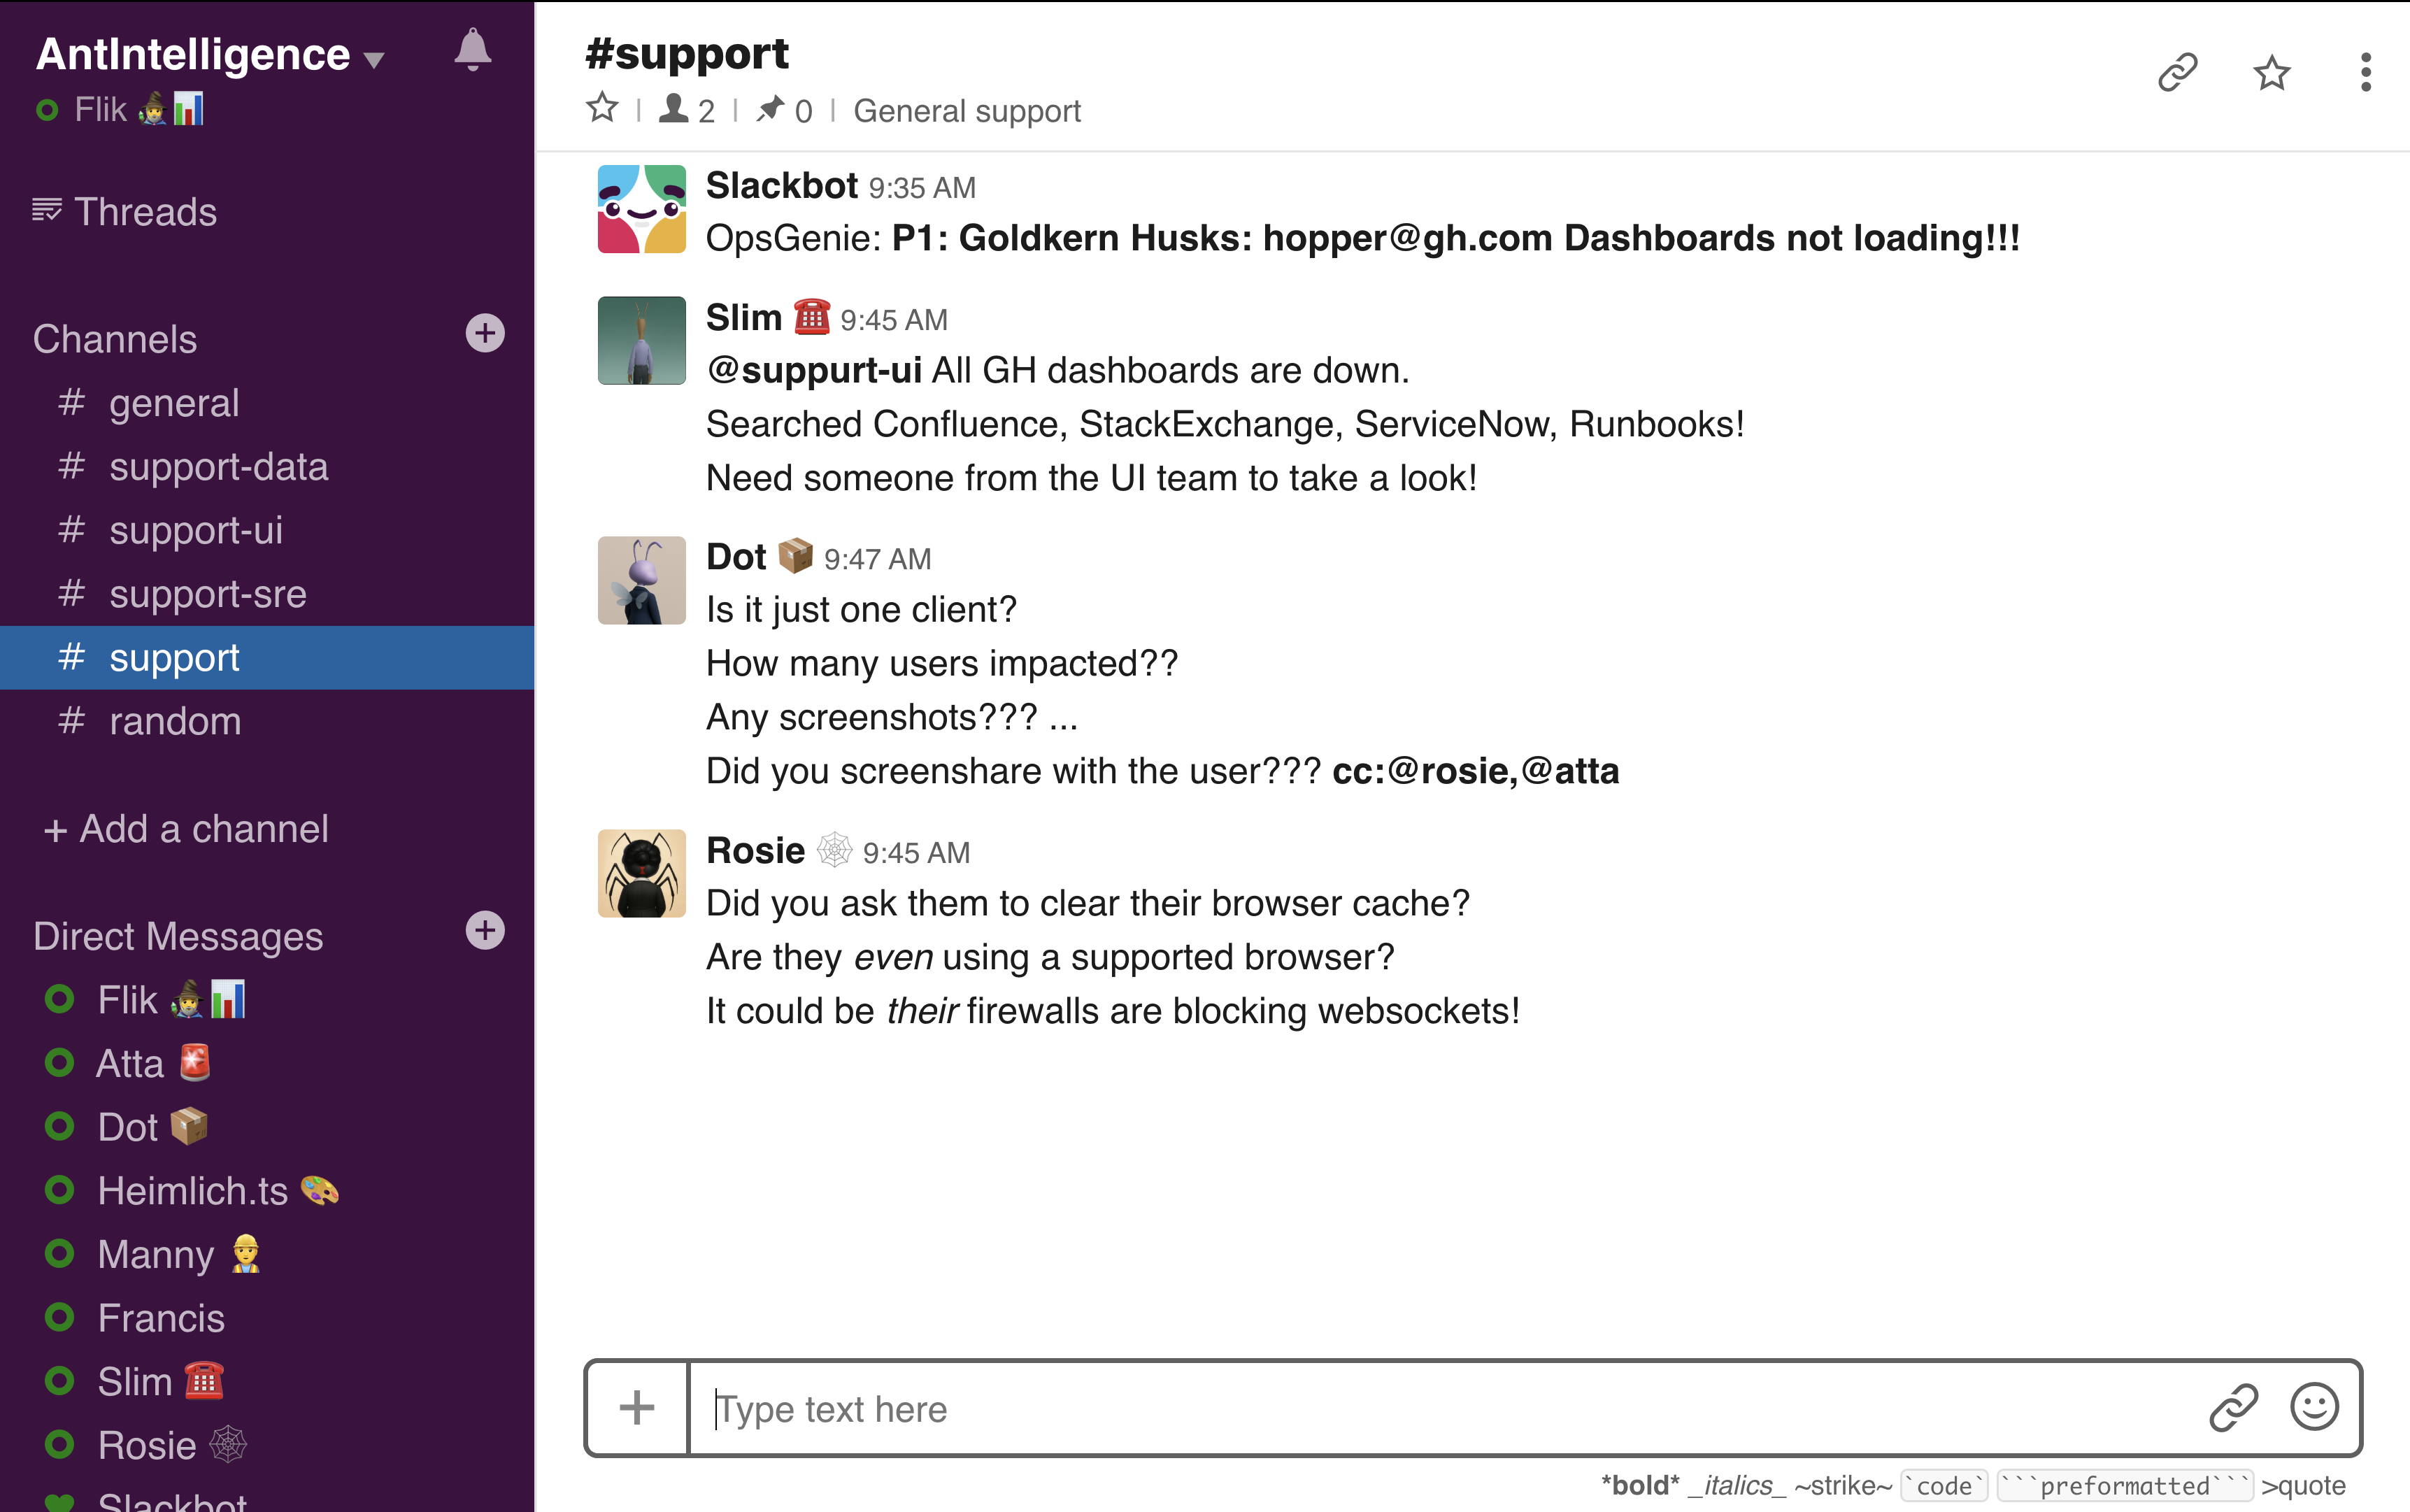 AntIntelligence
Flik
Threads
Channels
# general
# support-data
# support-ui
# support-sre
# support
# random
+ Add a channel
Direct Messages
Flik
Atta
Dot
Heimlich.ts
Manny
Francis
Slim
Rosie
Slackbot
#support
2 | 0 | General support
Slackbot 9:35 AM
OpsGenie: P1: Goldkern Husks: hopper@gh.com Dashboards not loading!!!
Slim 9:45 AM
@suppurt-ui All GH dashboards are down.
Searched Confluence, StackExchange, ServiceNow, Runbooks!
Need someone from the UI team to take a look!
Dot 9:47 AM
Is it just one client?
How many users impacted??
Any screenshots??? ...
Did you screenshare with the user??? cc:@rosie,@atta
Rosie 9:45 AM
Did you ask them to clear their browser cache?
Are they even using a supported browser?
It could be their firewalls are blocking websockets!
Type text here
*bold* _italics_ ~strike~ `code` ```preformatted``` >quote